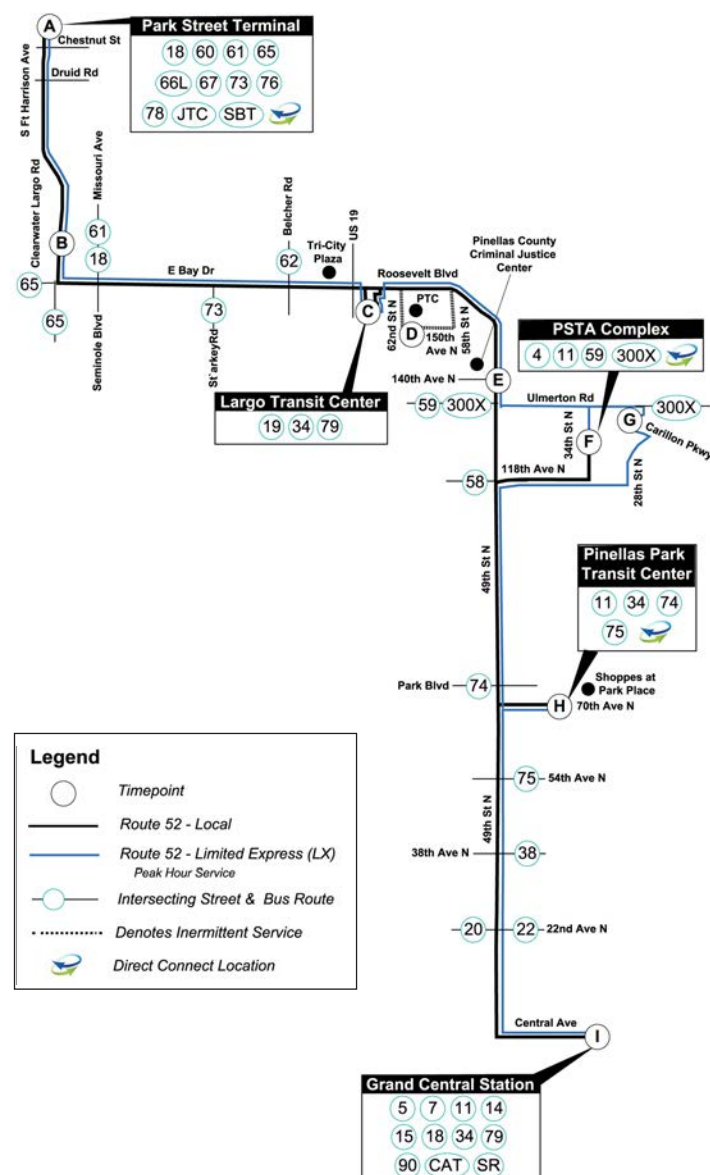 A
Park Street Terminal
18 60 61 65
66L 67 73 76
78 JTC SBT
Chestnut St
Druid Rd
S Ft Harrison Ave
Clearwater Largo Rd
Missouri Ave
61
18
B
65
65
Seminole Blvd
E Bay Dr
73
St`arkeyRd
Belcher Rd
62
Tri-City
Plaza
US 19
C
Largo Transit Center
19 34 79
Roosevelt Blvd
62nd St N
PTC
D
150th
Ave N
58th St N
Pinellas County
Criminal Justice
Center
E
140th Ave N
59 300X
Ulmerton Rd
PSTA Complex
4 11 59 300X
300X
G
Carillon Pkwy
34th St N
F
28th St N
118th Ave N
58
49th St N
Pinellas Park
Transit Center
11 34 74
75
Park Blvd
74
Shoppes at
Park Place
H
70th Ave N
75
54th Ave N
49th St N
38th Ave N
38
20
22
22nd Ave N
Central Ave
I
Grand Central Station
5 7 11 14
15 18 34 79
90 CAT SR
Legend
Timepoint
Route 52 - Local
Route 52 - Limited Express (LX)
Peak Hour Service
Intersecting Street & Bus Route
Denotes Inermittent Service
Direct Connect Location